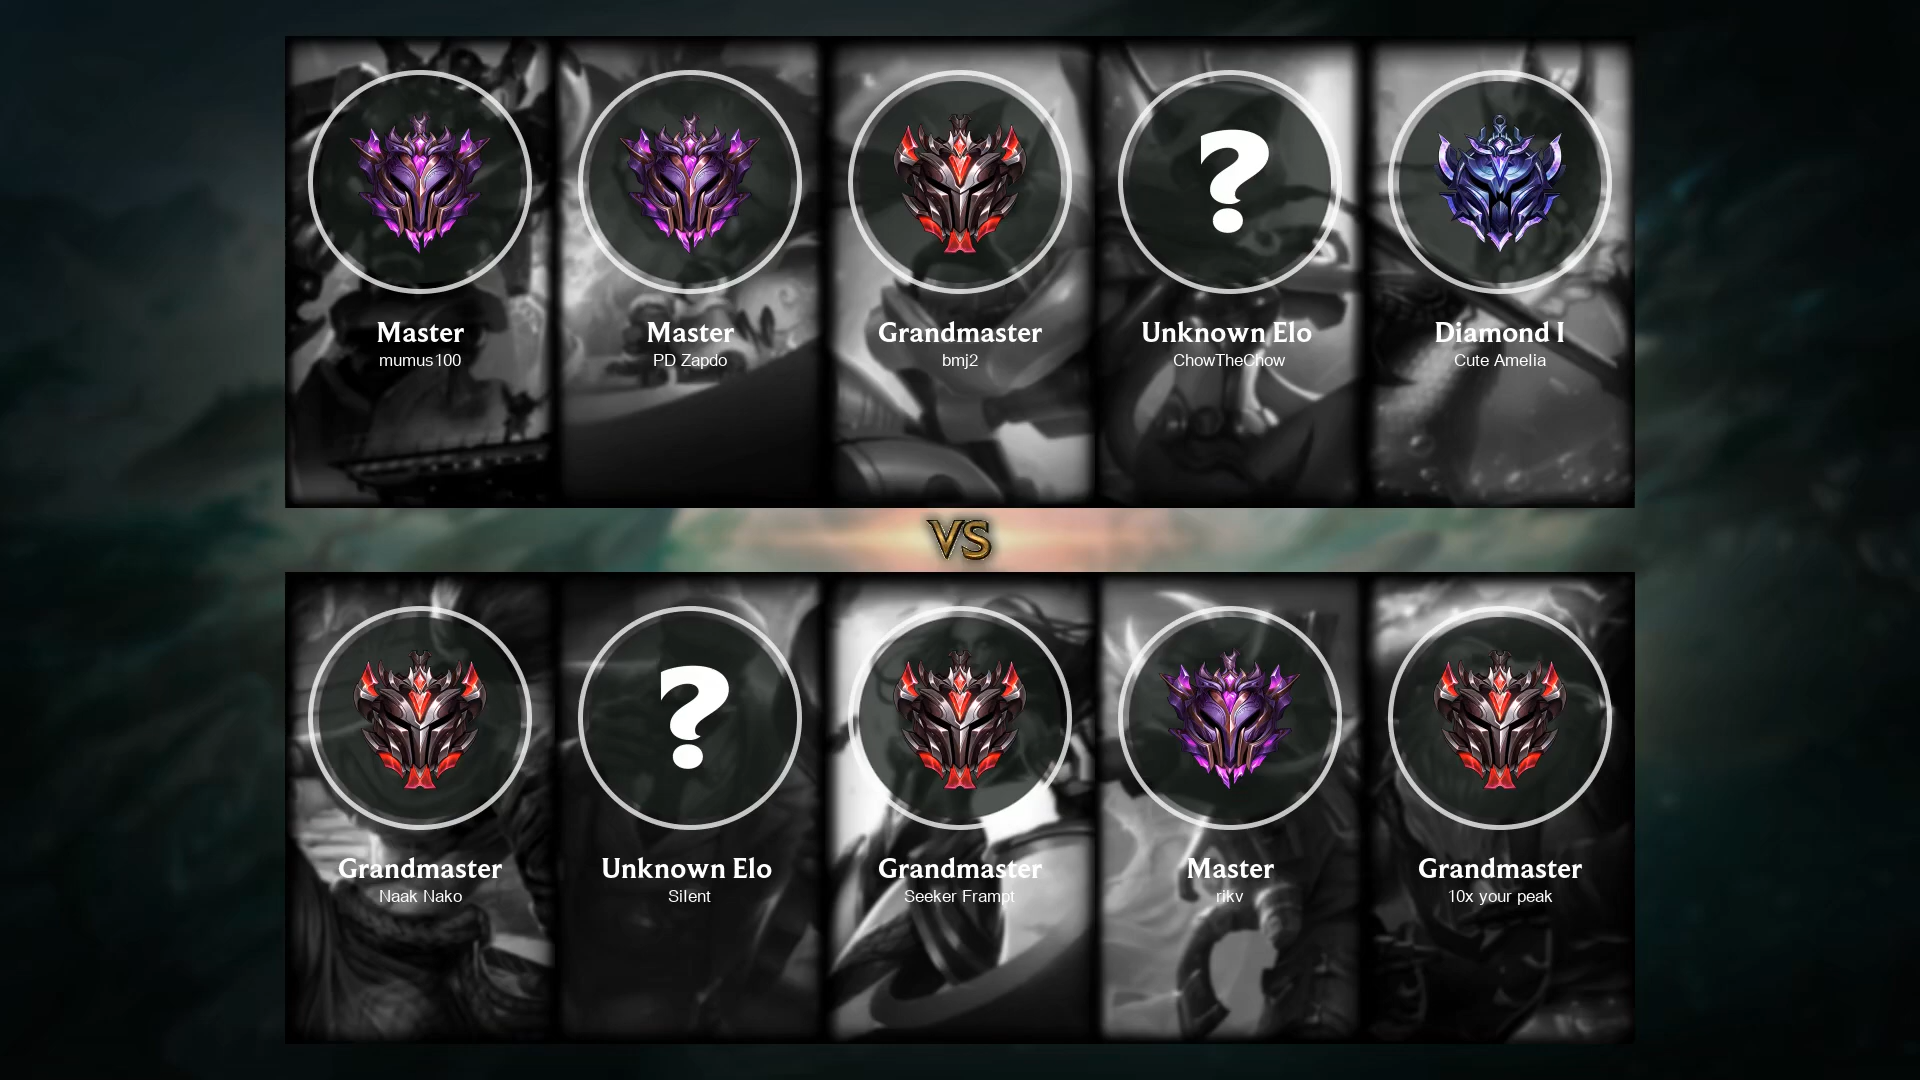 Master
mumus100
Master
PD Zapdo
Grandmaster
bmj2
?
Unknown Elo
ChowTheChow
Diamond I
Cute Amelia
VS
Grandmaster
Naak Nako
?
Unknown Elo
Silent
Grandmaster
Seeker Frampt
Master
rikv
Grandmaster
10x your peak